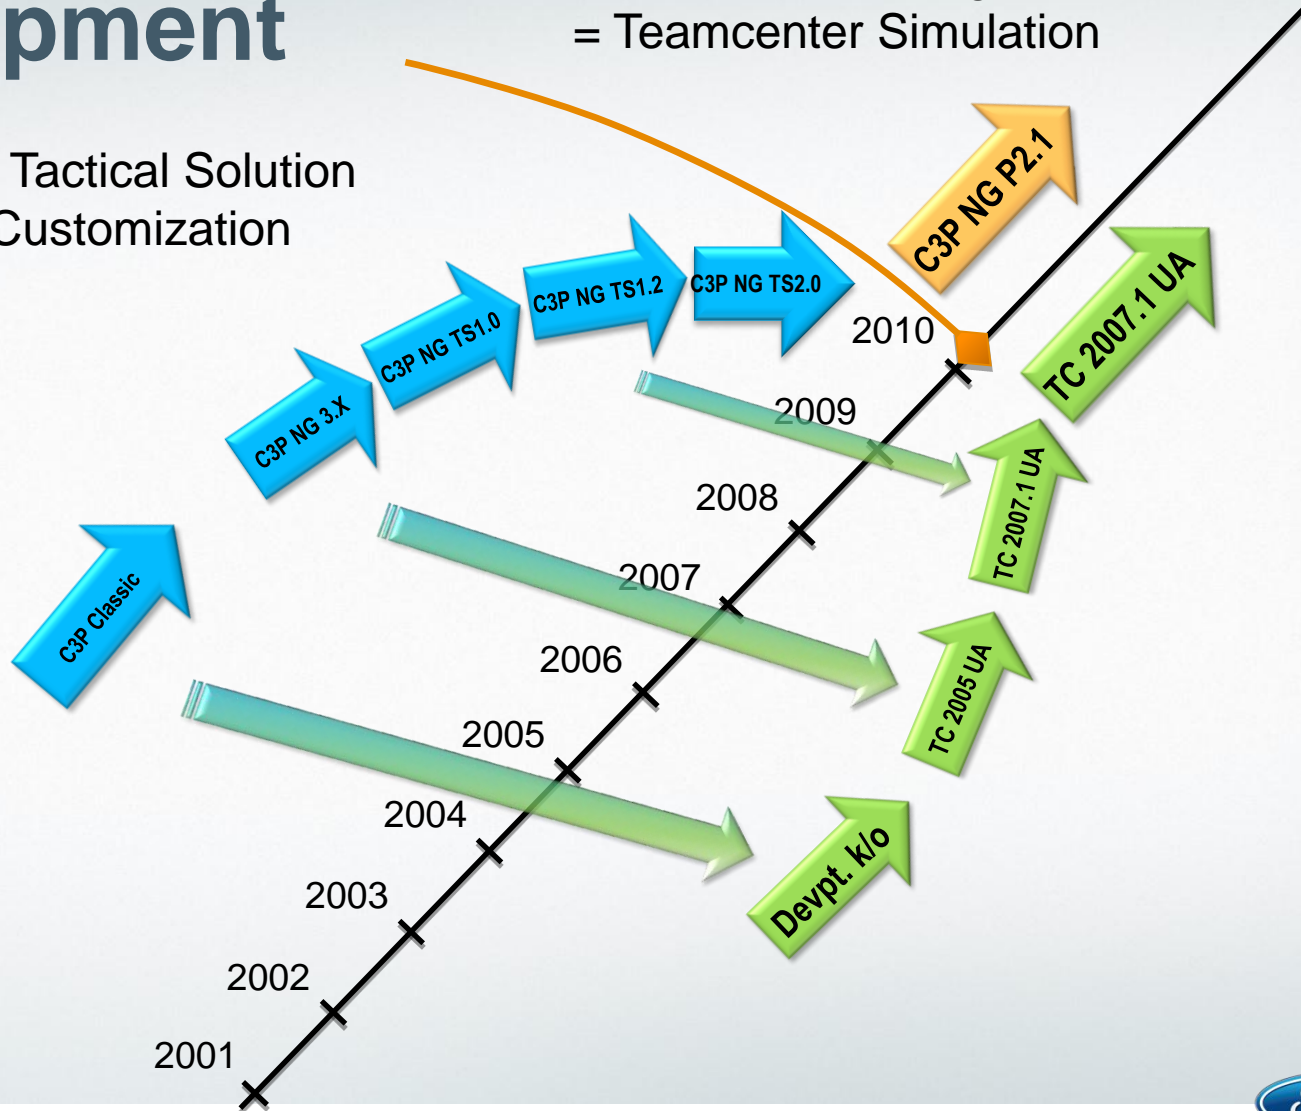 pment
= Teamcenter Simulation
Tactical Solution
Customization
C3P NG P2.1
C3P NG TS1.2
C3P NG TS2.0
C3P NG TS1.0
TC 2007.1 UA
2010
C3P NG 3.X
2009
TC 2007.1 UA
2008
2007
C3P Classic
2006
TC 2005 UA
2005
2004
Devpt. k/o
2003
2002
2001